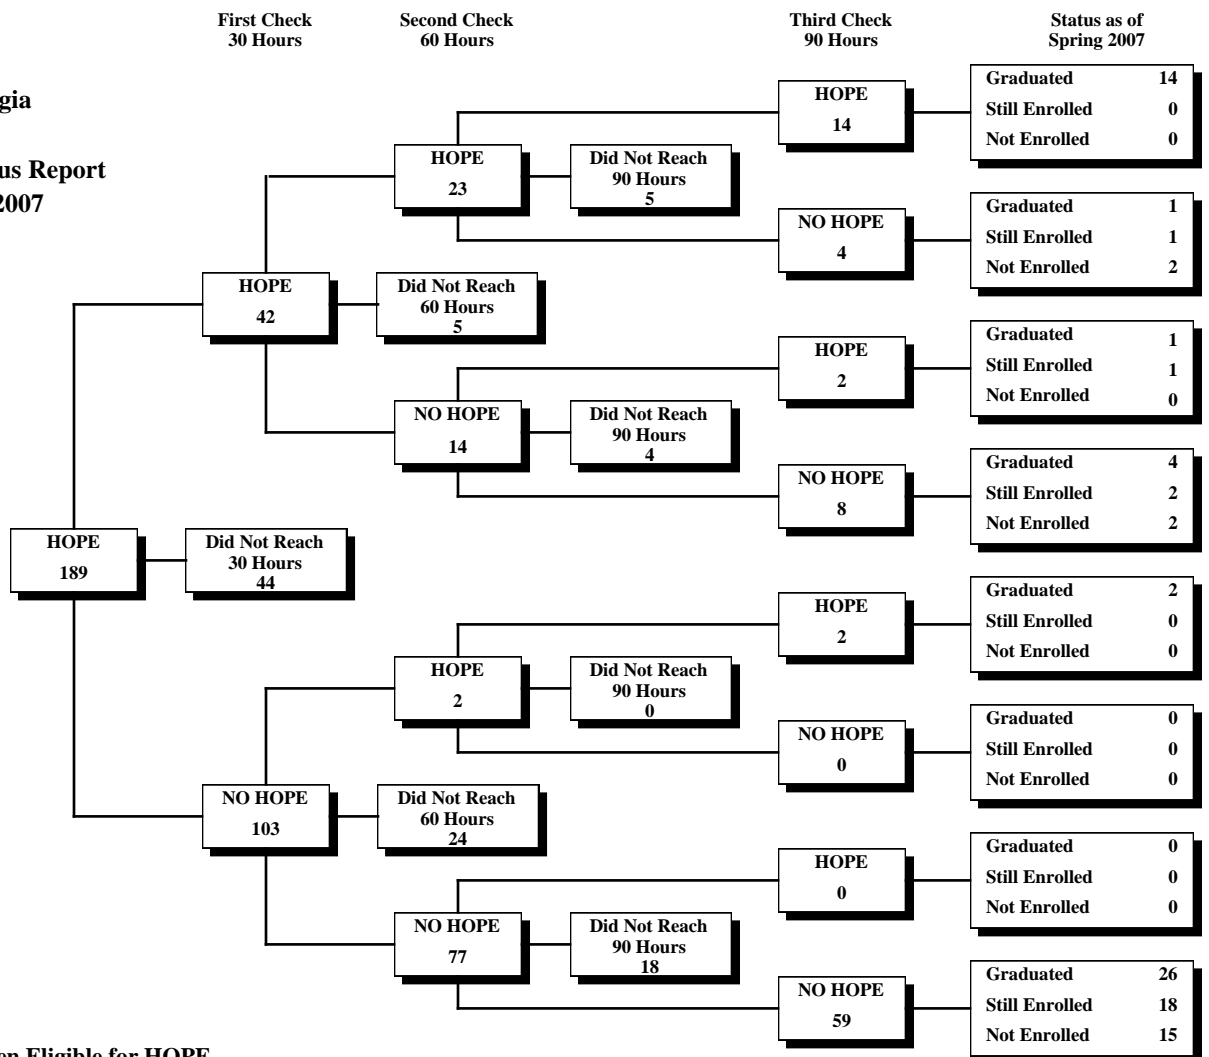 First Check
30 Hours
Second Check
60 Hours
Third Check
90 Hours
Status as of
Spring 2007
gia
us Report
2007
HOPE
14
Graduated 14
Still Enrolled 0
Not Enrolled 0
HOPE
23
Did Not Reach
90 Hours
5
NO HOPE
4
Graduated 1
Still Enrolled 1
Not Enrolled 2
HOPE
42
Did Not Reach
60 Hours
5
HOPE
2
Graduated 1
Still Enrolled 1
Not Enrolled 0
NO HOPE
14
Did Not Reach
90 Hours
4
NO HOPE
8
Graduated 4
Still Enrolled 2
Not Enrolled 2
HOPE
189
Did Not Reach
30 Hours
44
HOPE
2
Graduated 2
Still Enrolled 0
Not Enrolled 0
HOPE
2
Did Not Reach
90 Hours
0
NO HOPE
0
Graduated 0
Still Enrolled 0
Not Enrolled 0
NO HOPE
103
Did Not Reach
60 Hours
24
HOPE
0
Graduated 0
Still Enrolled 0
Not Enrolled 0
NO HOPE
77
Did Not Reach
90 Hours
18
NO HOPE
59
Graduated 26
Still Enrolled 18
Not Enrolled 15
en Eligible for HOPE